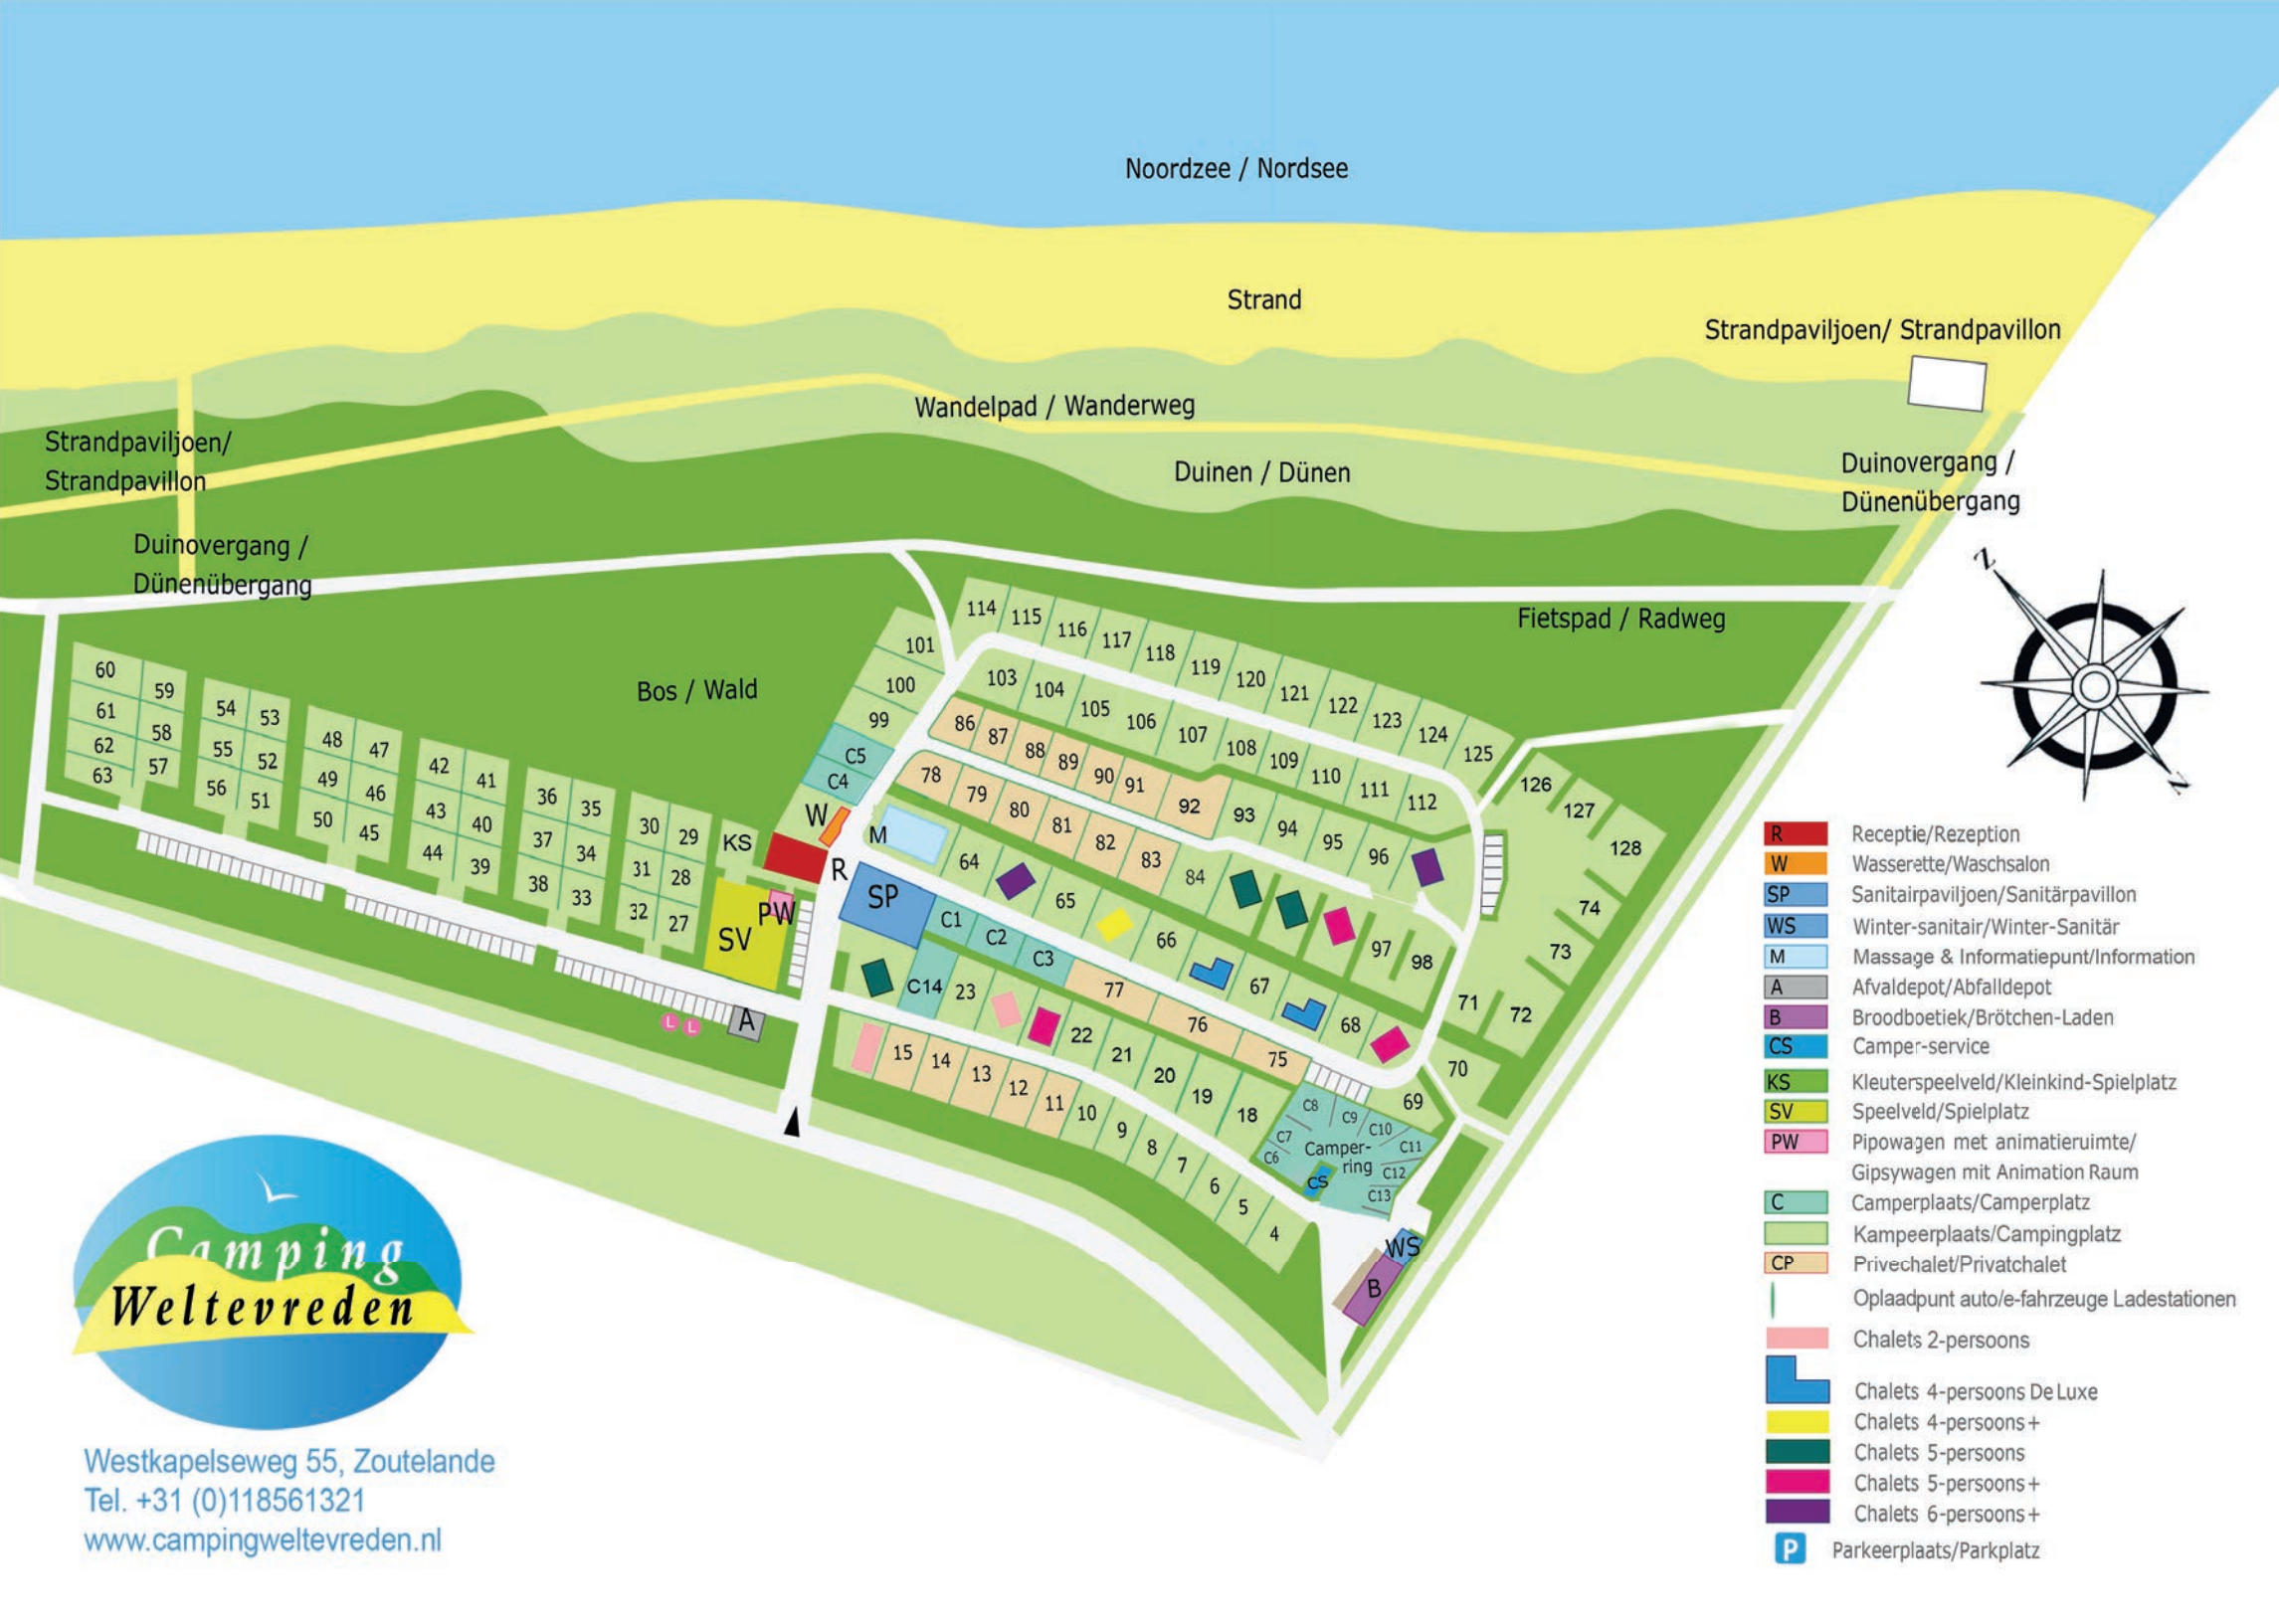 Noordzee / Nordsee
Strand
Strandpaviljoen/ Strandpavillon
Wandelpad / Wanderweg
Strandpaviljoen/
Strandpavillon
Duinen / Dünen
Duinovergang /
Dünenübergang
Duinovergang /
Dünenübergang
Fietspad / Radweg
Bos / Wald
Z
N
60
59
61
58
62
57
63
54
53
55
52
56
51
48
47
49
46
50
45
42
41
43
40
44
39
36
35
37
34
38
33
30
29
31
28
32
27
KS
SV
PW
R
W
M
SP
A
L L
101
100
99
C5
C4
114
115
116
117
118
119
120
121
122
123
124
125
103
104
105
106
107
108
109
110
111
112
86
87
88
89
90
91
92
93
94
95
96
78
79
80
81
82
83
84
97
98
64
65
66
67
68
C1
C2
C3
77
76
75
C14
23
22
21
20
19
18
15
14
13
12
11
10
9
8
7
6
5
4
126
127
128
74
73
72
71
70
69
C8
C9
C10
C11
C12
C13
C7
C6
Camper-
ring
CS
WS
B
R Receptie/Rezeption
W Wasserette/Waschsalon
SP Sanitairpaviljoen/Sanitärpavillon
WS Winter-sanitair/Winter-Sanitär
M Massage & Informatiepunt/Information
A Afvaldepot/Abfalldepot
B Broodboetiek/Brötchen-Laden
CS Camper-service
KS Kleuterspeelveld/Kleinkind-Spielplatz
SV Speelveld/Spielplatz
PW Pipowagen met animatieruimte/
Gipsywagen mit Animation Raum
C Camperplaats/Camperplatz
Kampeerplaats/Campingplatz
CP Privechalet/Privatchalet
Oplaadpunt auto/e-fahrzeuge Ladestationen
Chalets 2-persoons
Chalets 4-persoons De Luxe
Chalets 4-persoons+
Chalets 5-persoons
Chalets 5-persoons+
Chalets 6-persoons+
P Parkeerplaats/Parkplatz
Camping
Weltevreden
Westkapelseweg 55, Zoutelande
Tel. +31 (0)118561321
www.campingweltevreden.nl